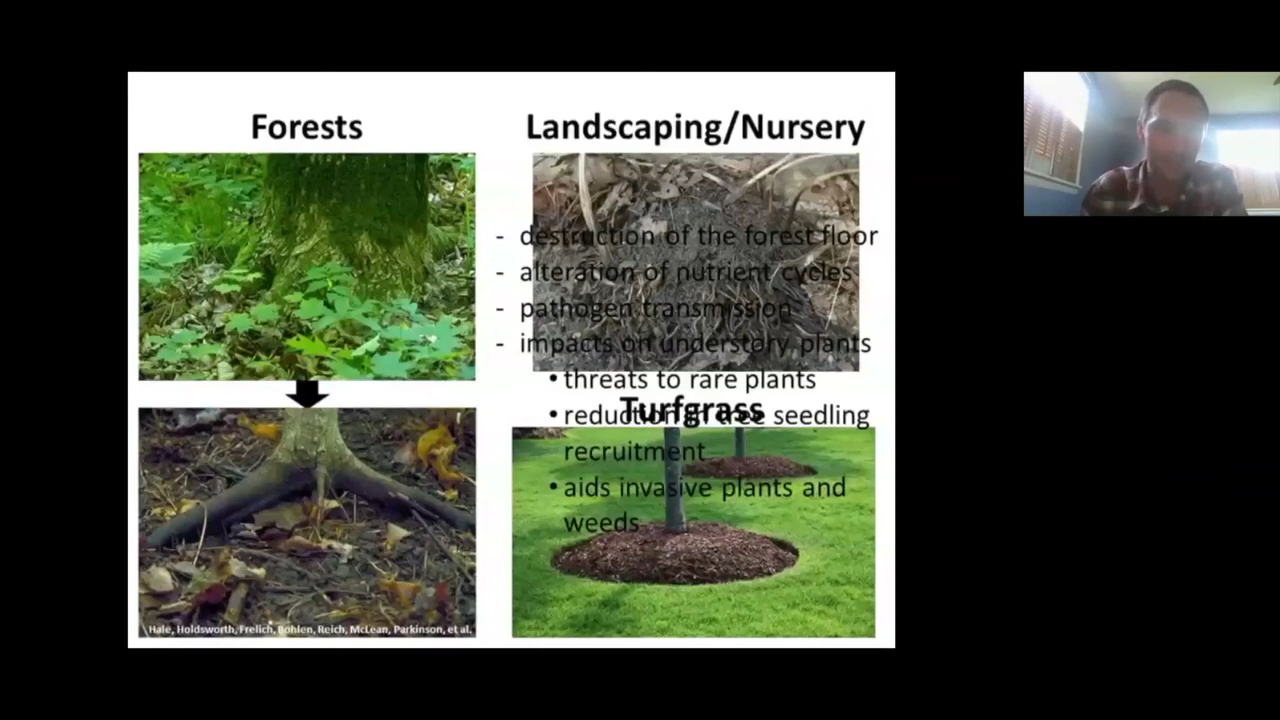 Forests
Landscaping/Nursery
- destruction of the forest floor
- alteration of nutrient cycles
- pathogen transmission
- impacts on understory plants
• threats to rare plants
Turfgrass
• reduction in tree seedling
recruitment
• aids invasive plants and
weeds
Hale, Holdsworth, Frelich, Bohlen, Reich, McLean, Parkinson, et al.